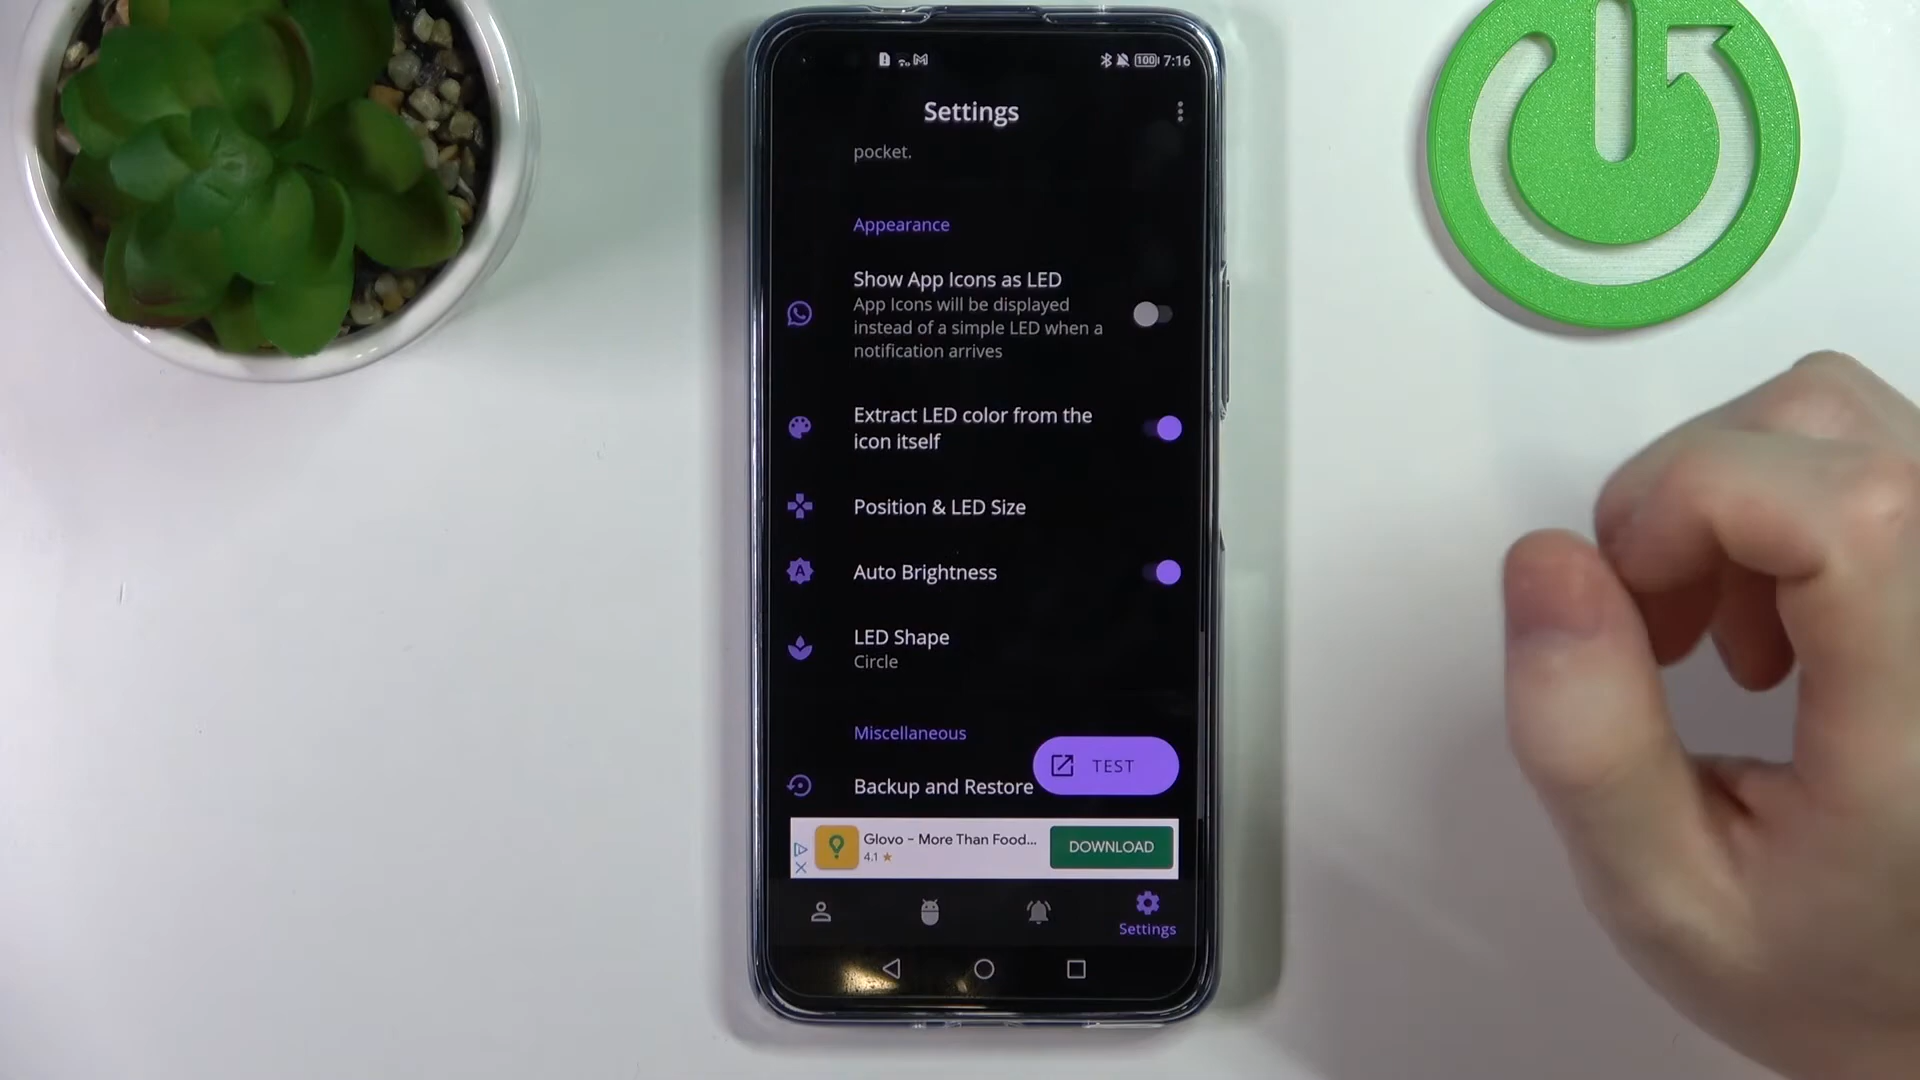 7:16
100
Settings
pocket.
Appearance
Show App Icons as LED
App Icons will be displayed
instead of a simple LED when a
notification arrives
Extract LED color from the
icon itself
Position & LED Size
A
Auto Brightness
LED Shape
Circle
Miscellaneous
TEST
Backup and Restore
Glovo - More Than Food...
4.1 ★
DOWNLOAD
Settings